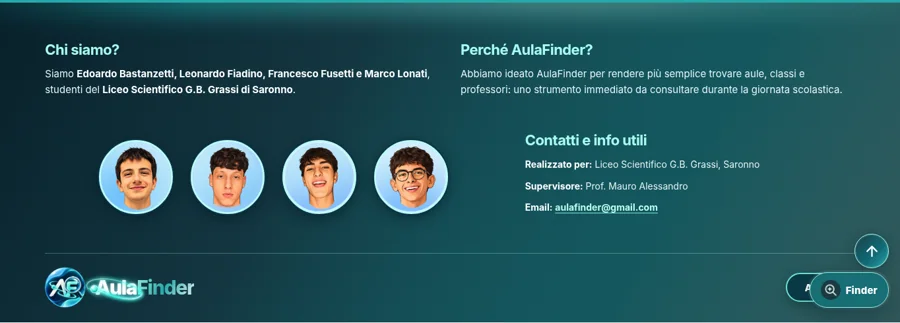 Chi siamo?
Siamo Edoardo Bastanzetti, Leonardo Fiadino, Francesco Fusetti e Marco Lonati,
studenti del Liceo Scientifico G.B. Grassi di Saronno.
Perché AulaFinder?
Abbiamo ideato AulaFinder per rendere più semplice trovare aule, classi e
professori: uno strumento immediato da consultare durante la giornata scolastica.
Contatti e info utili
Realizzato per: Liceo Scientifico G.B. Grassi, Saronno
Supervisore: Prof. Mauro Alessandro
Email: aulafinder@gmail.com
AF AulaFinder
Finder